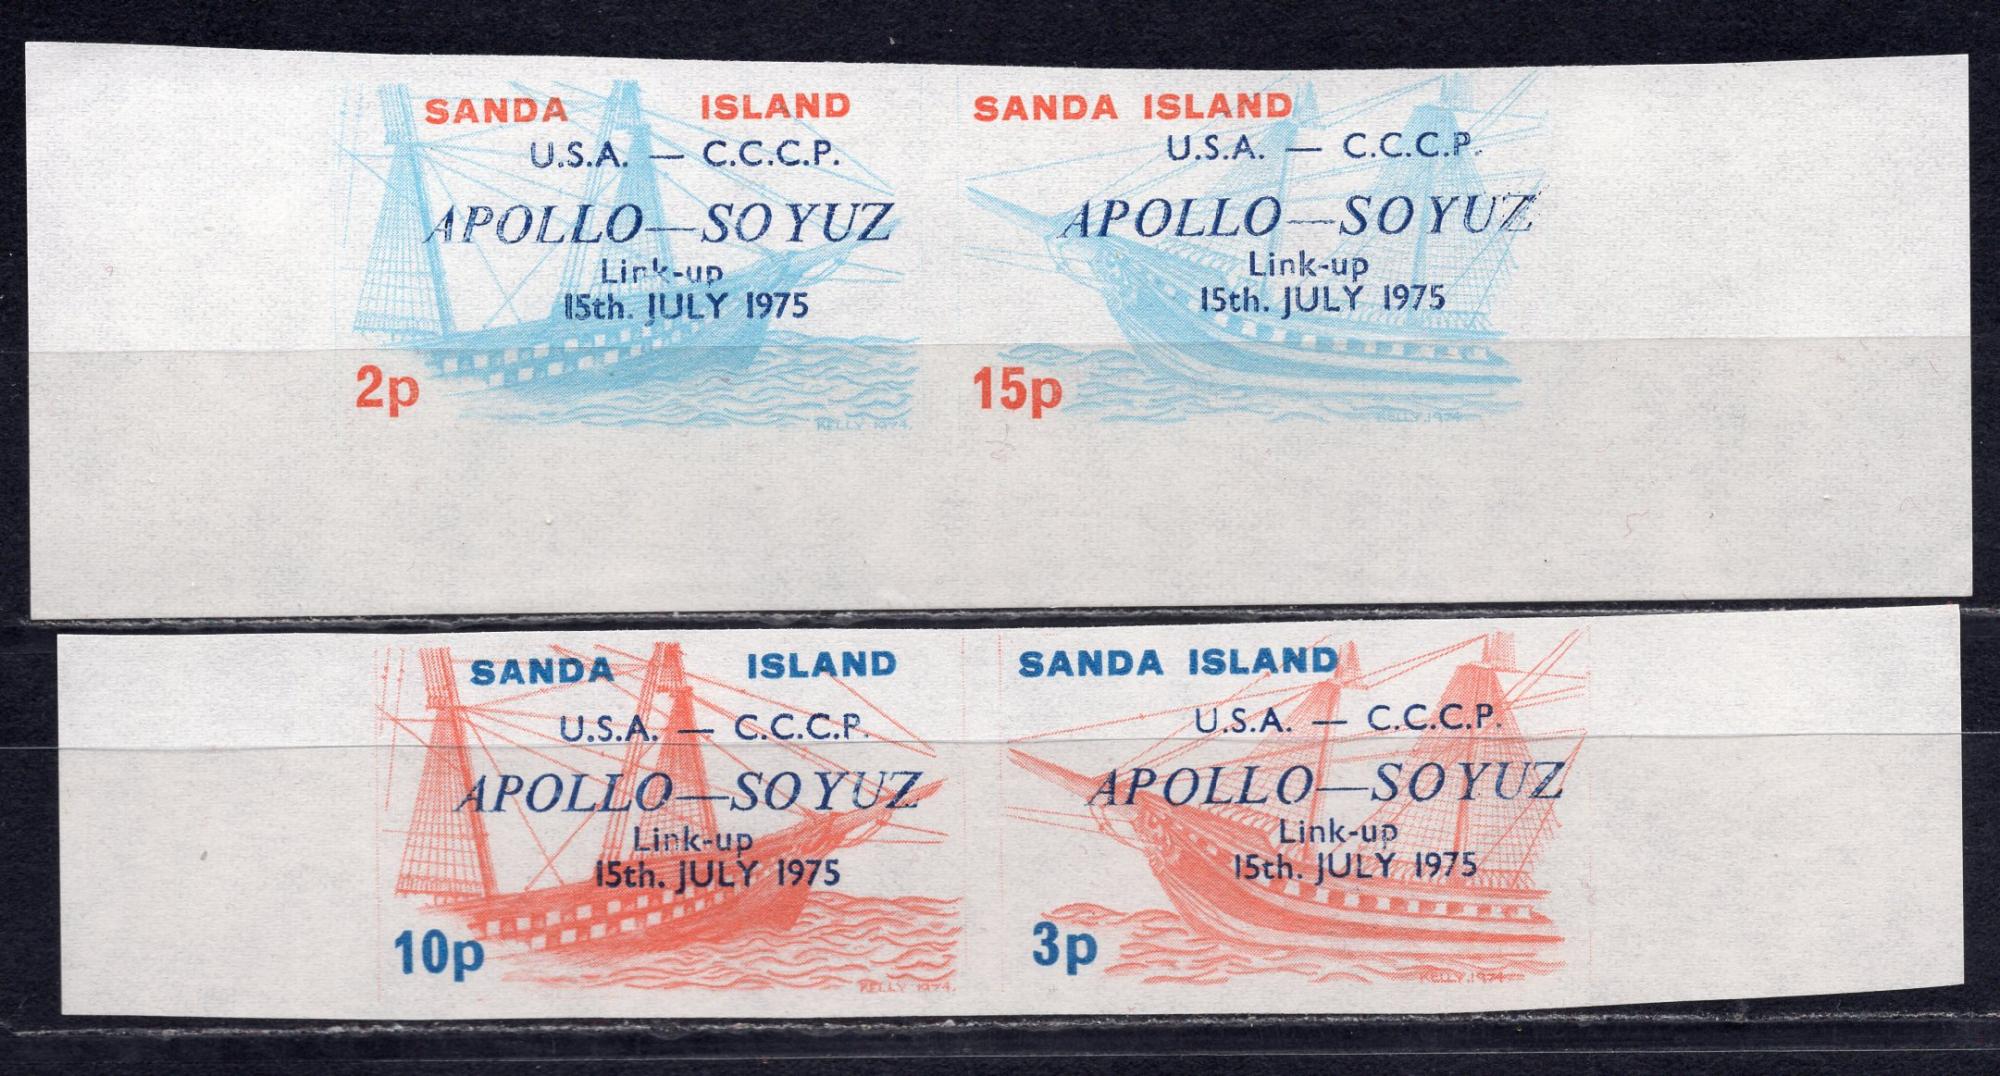 SANDA ISLAND
U.S.A. — C.C.C.P.
APOLLO—SOYUZ
Link-up
15th. JULY 1975
2p
KELLY 1974.
SANDA ISLAND
U.S.A. — C.C.C.P.
APOLLO—SOYUZ
Link-up
15th. JULY 1975
15p
KELLY.1974
SANDA ISLAND
U.S.A. — C.C.C.P.
APOLLO—SOYUZ
Link-up
15th. JULY 1975
10p
KELLY 1974.
SANDA ISLAND
U.S.A. — C.C.C.P.
APOLLO—SOYUZ
Link-up
15th. JULY 1975
3p
KELLY.1974